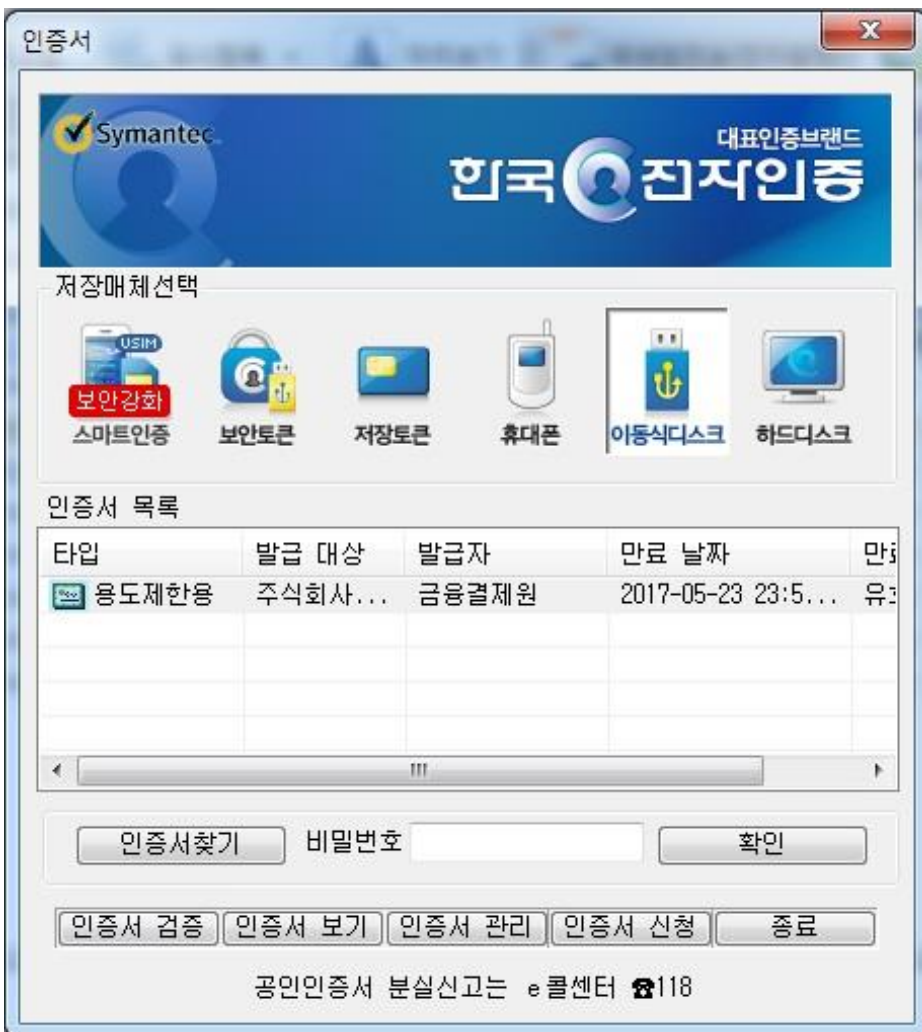 인증서
Symantec
대표인증브랜드
한국 전자인증
저장매체선택
USIM
보안강화
스마트인증 보안토큰 저장토큰 휴대폰 이동식디스크 하드디스크
인증서 목록
타입 발급 대상 발급자 만료 날짜
용도제한용 주식회사... 금융결제원 2017-05-23 23:5...
인증서찾기 비밀번호 확인
인증서 검증 인증서 보기 인증서 관리 인증서 신청 종료
공인인증서 분실신고는 e콜센터 ☎118